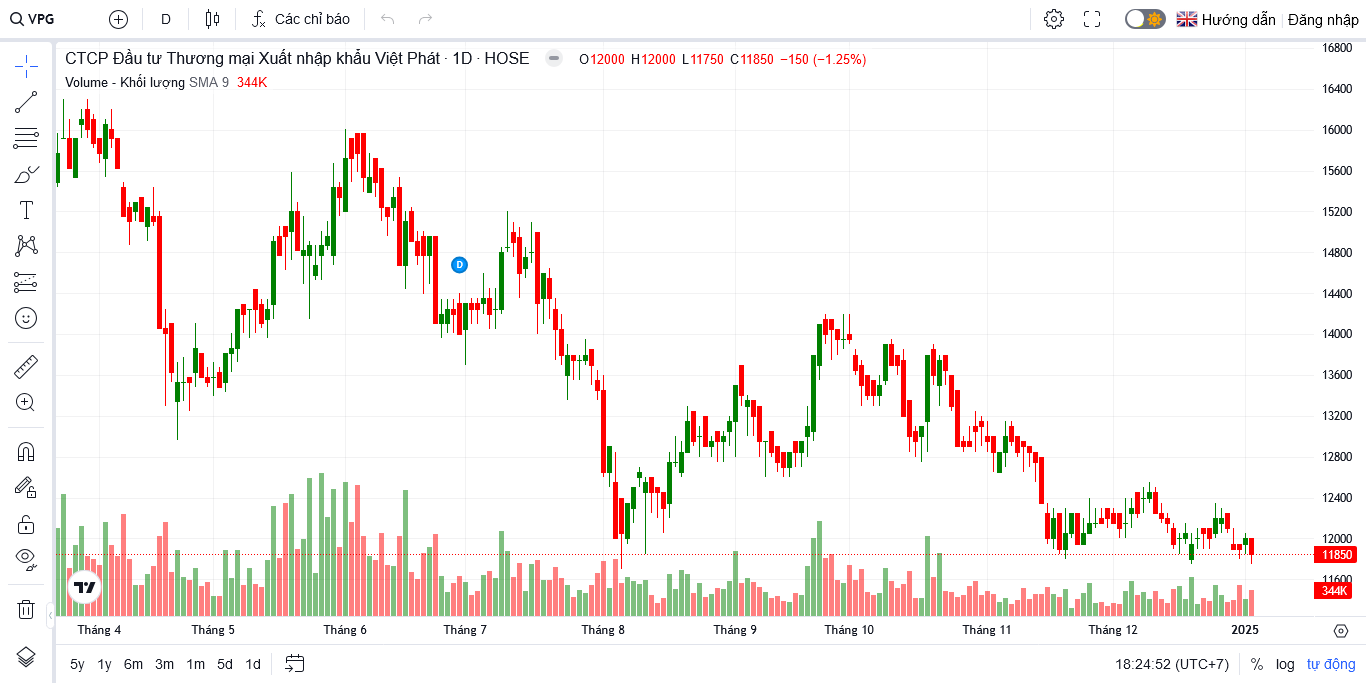 VPG D Các chỉ báo Hướng dẫn Đăng nhập
CTCP Đầu tư Thương mại Xuất nhập khẩu Việt Phát · 1D · HOSE O12000 H12000 L11750 C11850 −150 (−1.25%)
Volume - Khối lượng SMA 9 344K
16800
16400
16000
15600
15200
14800
D
14400
14000
13600
13200
12800
12400
12000
11850
11600
344K
Tháng 4 Tháng 5 Tháng 6 Tháng 7 Tháng 8 Tháng 9 Tháng 10 Tháng 11 Tháng 12 2025
5y 1y 6m 3m 1m 5d 1d 18:24:52 (UTC+7) % log tự động